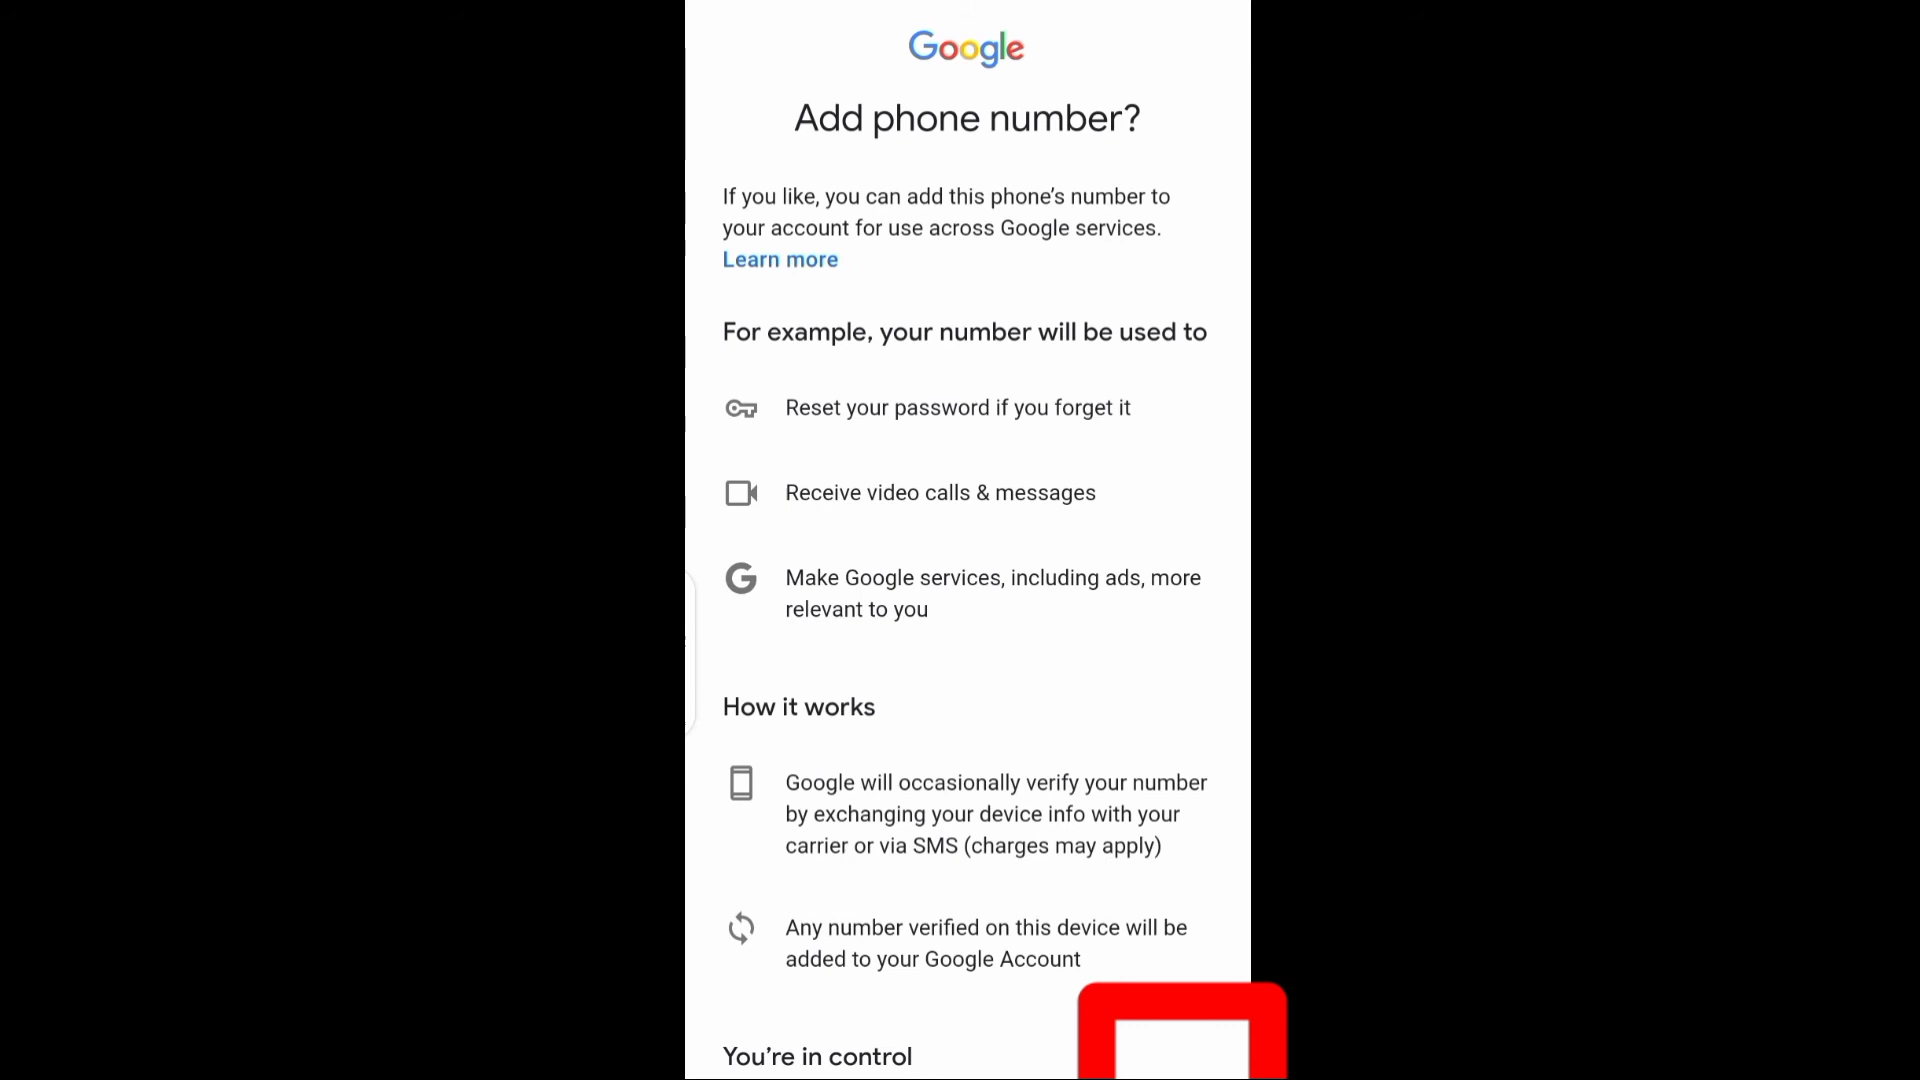 Google
Add phone number?
If you like, you can add this phone’s number to
your account for use across Google services.
Learn more
For example, your number will be used to
Reset your password if you forget it
Receive video calls & messages
Make Google services, including ads, more
relevant to you
How it works
Google will occasionally verify your number
by exchanging your device info with your
carrier or via SMS (charges may apply)
Any number verified on this device will be
added to your Google Account
You’re in control